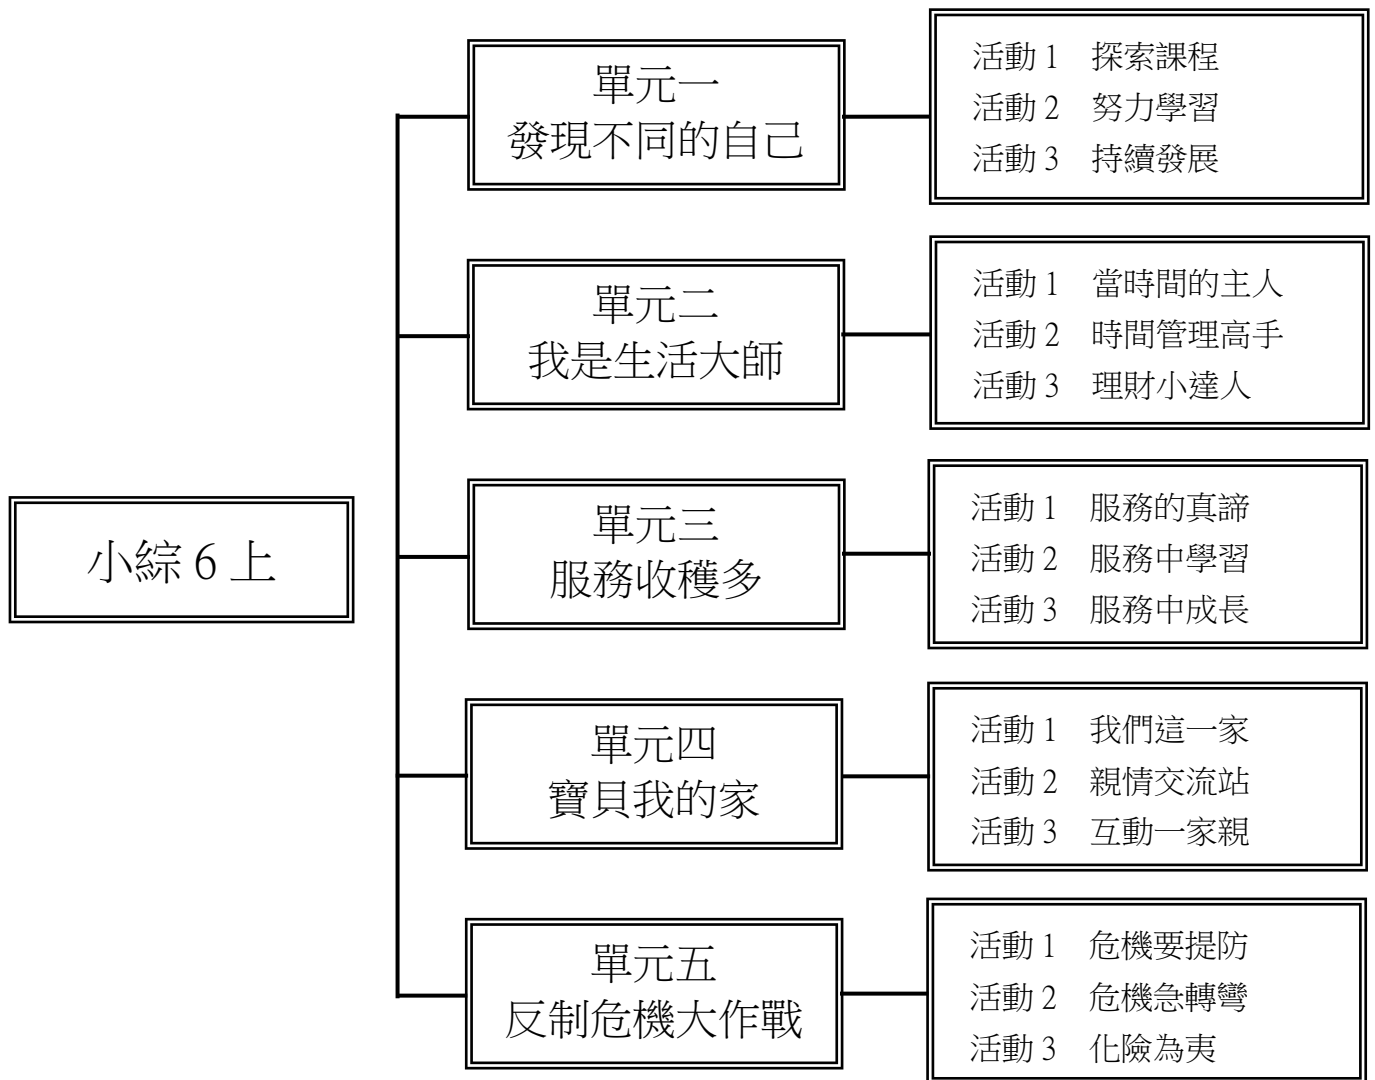 小綜 6 上
單元一
發現不同的自己
活動 1 探索課程
活動 2 努力學習
活動 3 持續發展
單元二
我是生活大師
活動 1 當時間的主人
活動 2 時間管理高手
活動 3 理財小達人
單元三
服務收穫多
活動 1 服務的真諦
活動 2 服務中學習
活動 3 服務中成長
單元四
寶貝我的家
活動 1 我們這一家
活動 2 親情交流站
活動 3 互動一家親
單元五
反制危機大作戰
活動 1 危機要提防
活動 2 危機急轉彎
活動 3 化險為夷